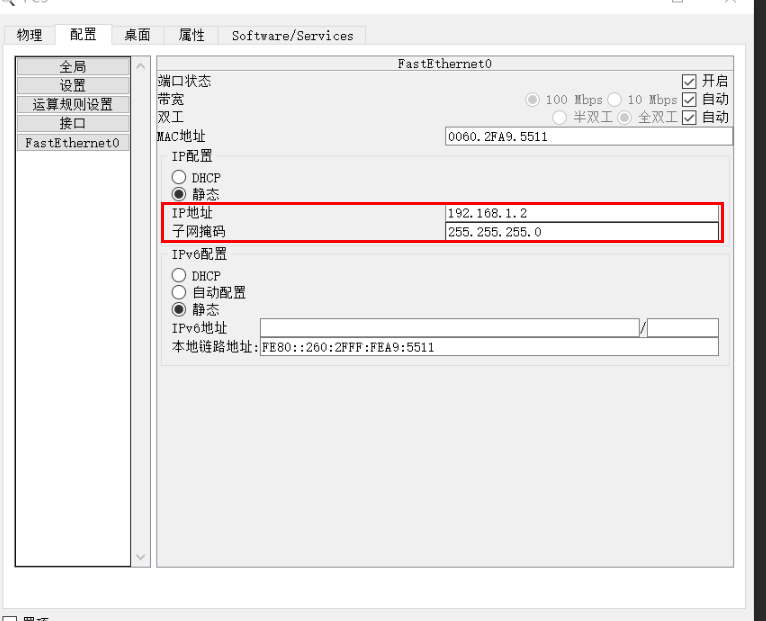 物理 配置 桌面 属性 Software/Services
全局
设置
运算规则设置
接口
FastEthernet0
FastEthernet0
端口状态 开启
带宽 100 Mbps 10 Mbps 自动
双工 半双工 全双工 自动
MAC地址 0060.2FA9.5511
IP配置
DHCP
静态
IP地址 192.168.1.2
子网掩码 255.255.255.0
IPv6配置
DHCP
自动配置
静态
IPv6地址 /
本地链路地址: FE80::260:2FFF:FEA9:5511